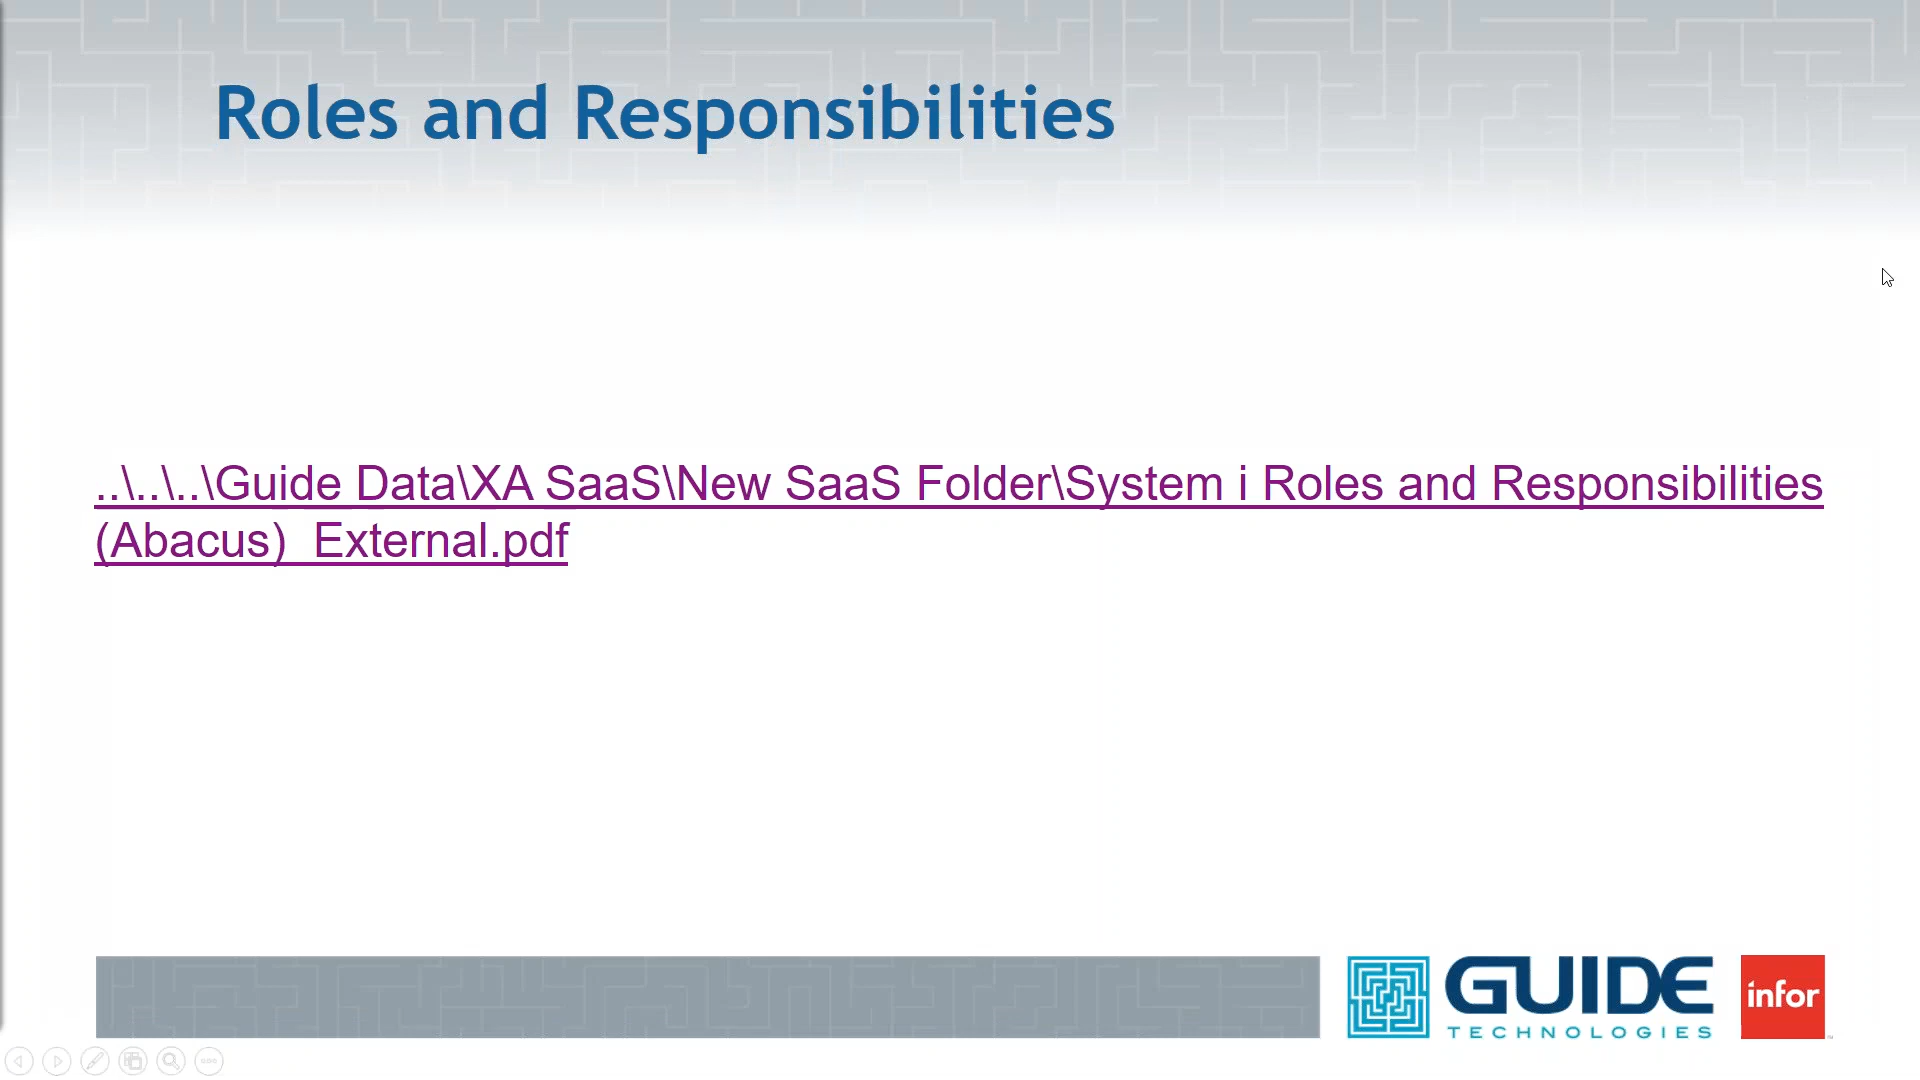 Roles and Responsibilities
..\..\..\Guide Data\XA SaaS\New SaaS Folder\System i Roles and Responsibilities
(Abacus)_External.pdf
GUIDE
TECHNOLOGIES
infor